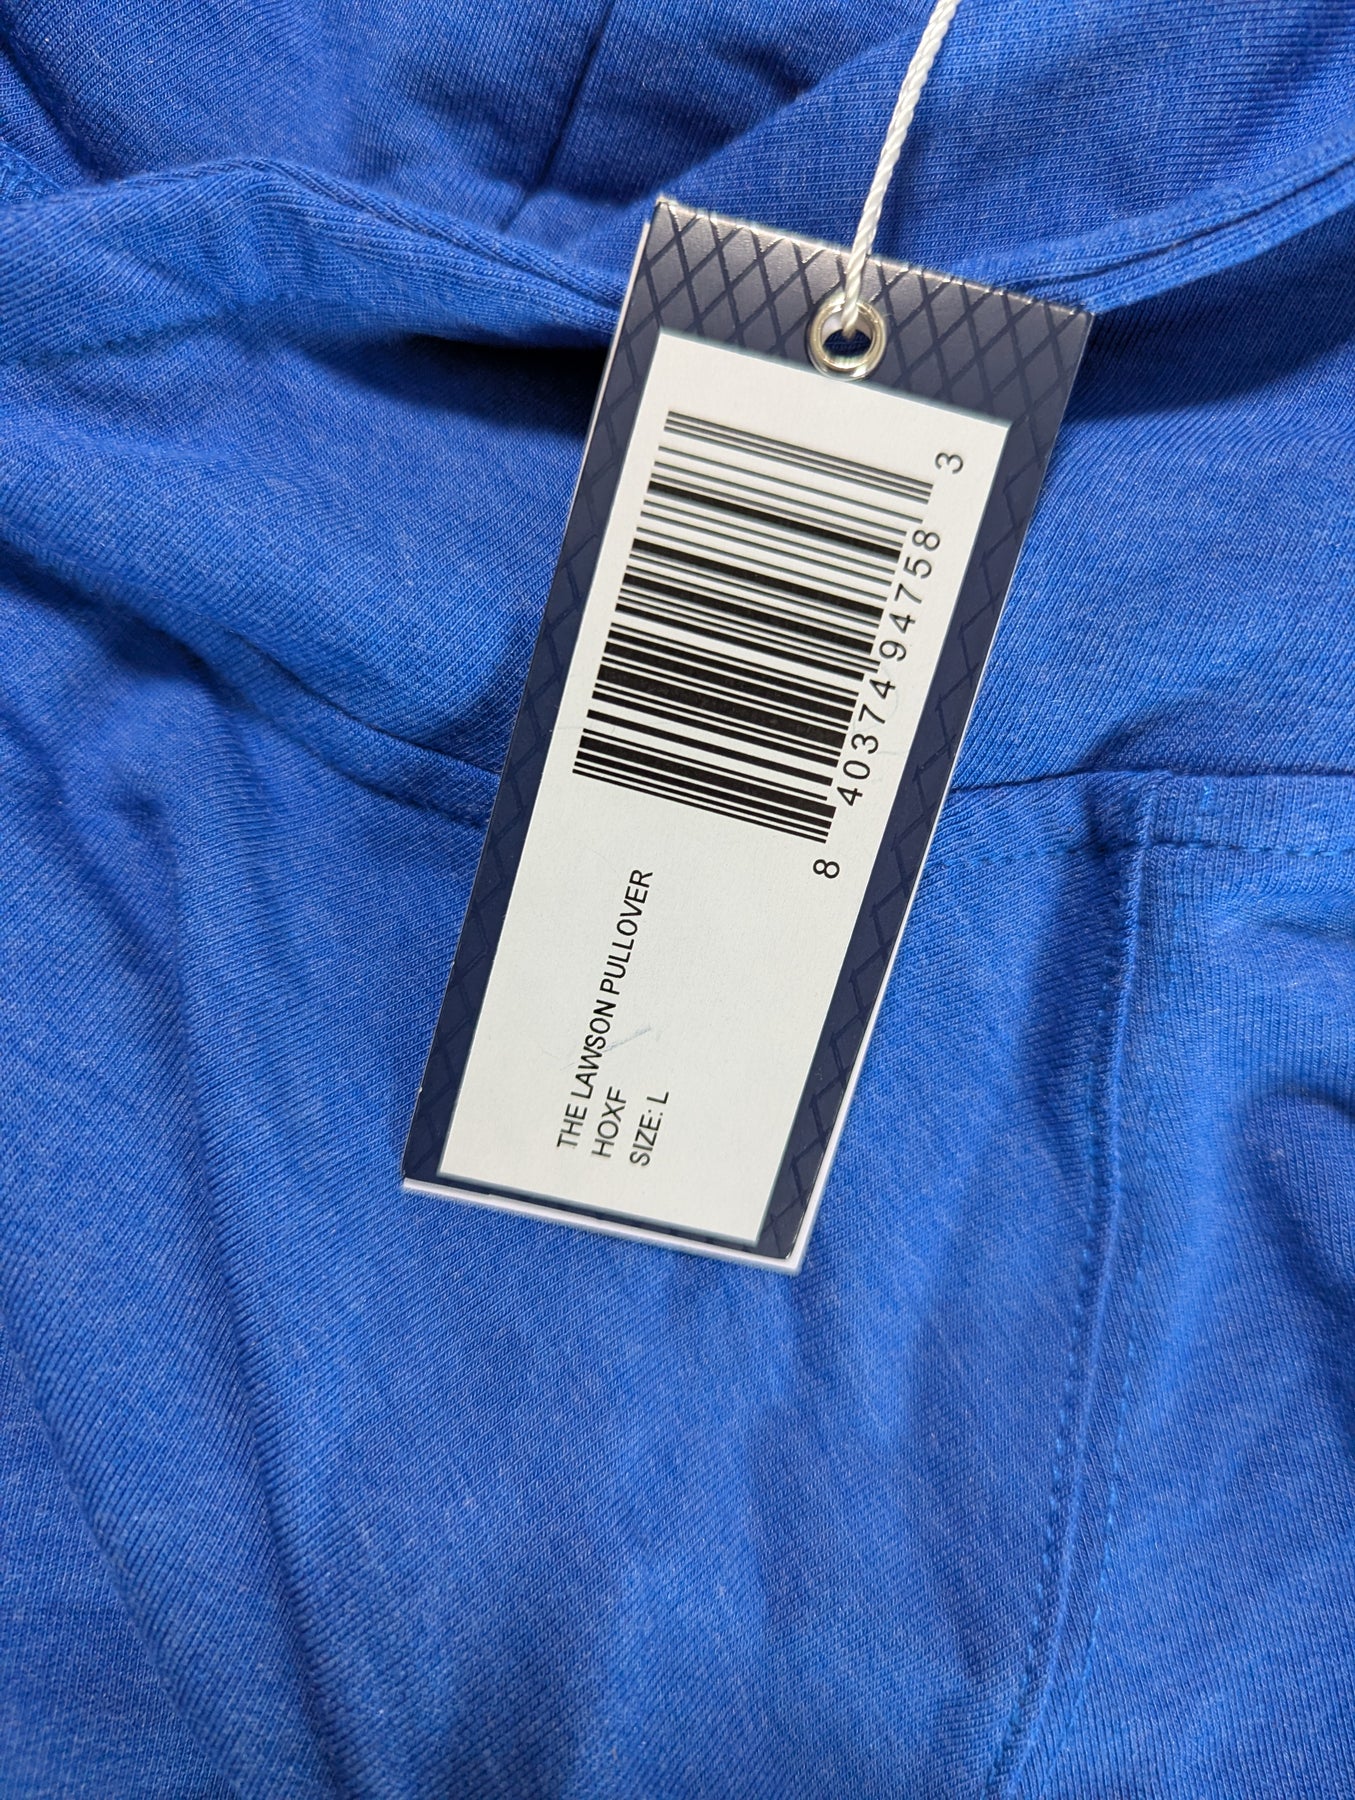 8 40374 94758 3
THE LAWSON PULLOVER
HOXF
SIZE: L